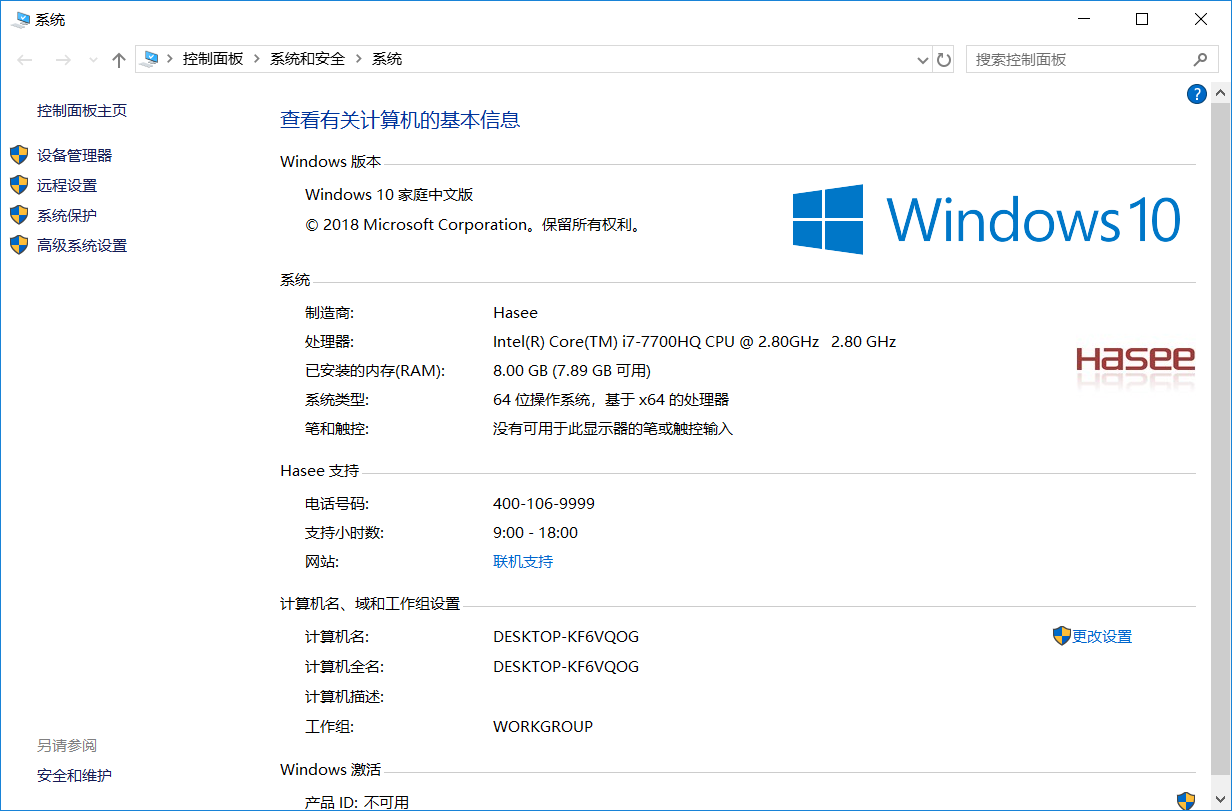 系统
控制面板 > 系统和安全 > 系统
搜索控制面板
?
控制面板主页
设备管理器
远程设置
系统保护
高级系统设置
查看有关计算机的基本信息
Windows 版本
Windows 10 家庭中文版
© 2018 Microsoft Corporation。保留所有权利。
Windows 10
系统
制造商: Hasee
处理器: Intel(R) Core(TM) i7-7700HQ CPU @ 2.80GHz 2.80 GHz
已安装的内存(RAM): 8.00 GB (7.89 GB 可用)
系统类型: 64 位操作系统，基于 x64 的处理器
笔和触控: 没有可用于此显示器的笔或触控输入
Hasee
Hasee 支持
电话号码: 400-106-9999
支持小时数: 9:00 - 18:00
网站: 联机支持
计算机名、域和工作组设置
计算机名: DESKTOP-KF6VQOG
更改设置
计算机全名: DESKTOP-KF6VQOG
计算机描述:
工作组: WORKGROUP
Windows 激活
产品 ID: 不可用
另请参阅
安全和维护